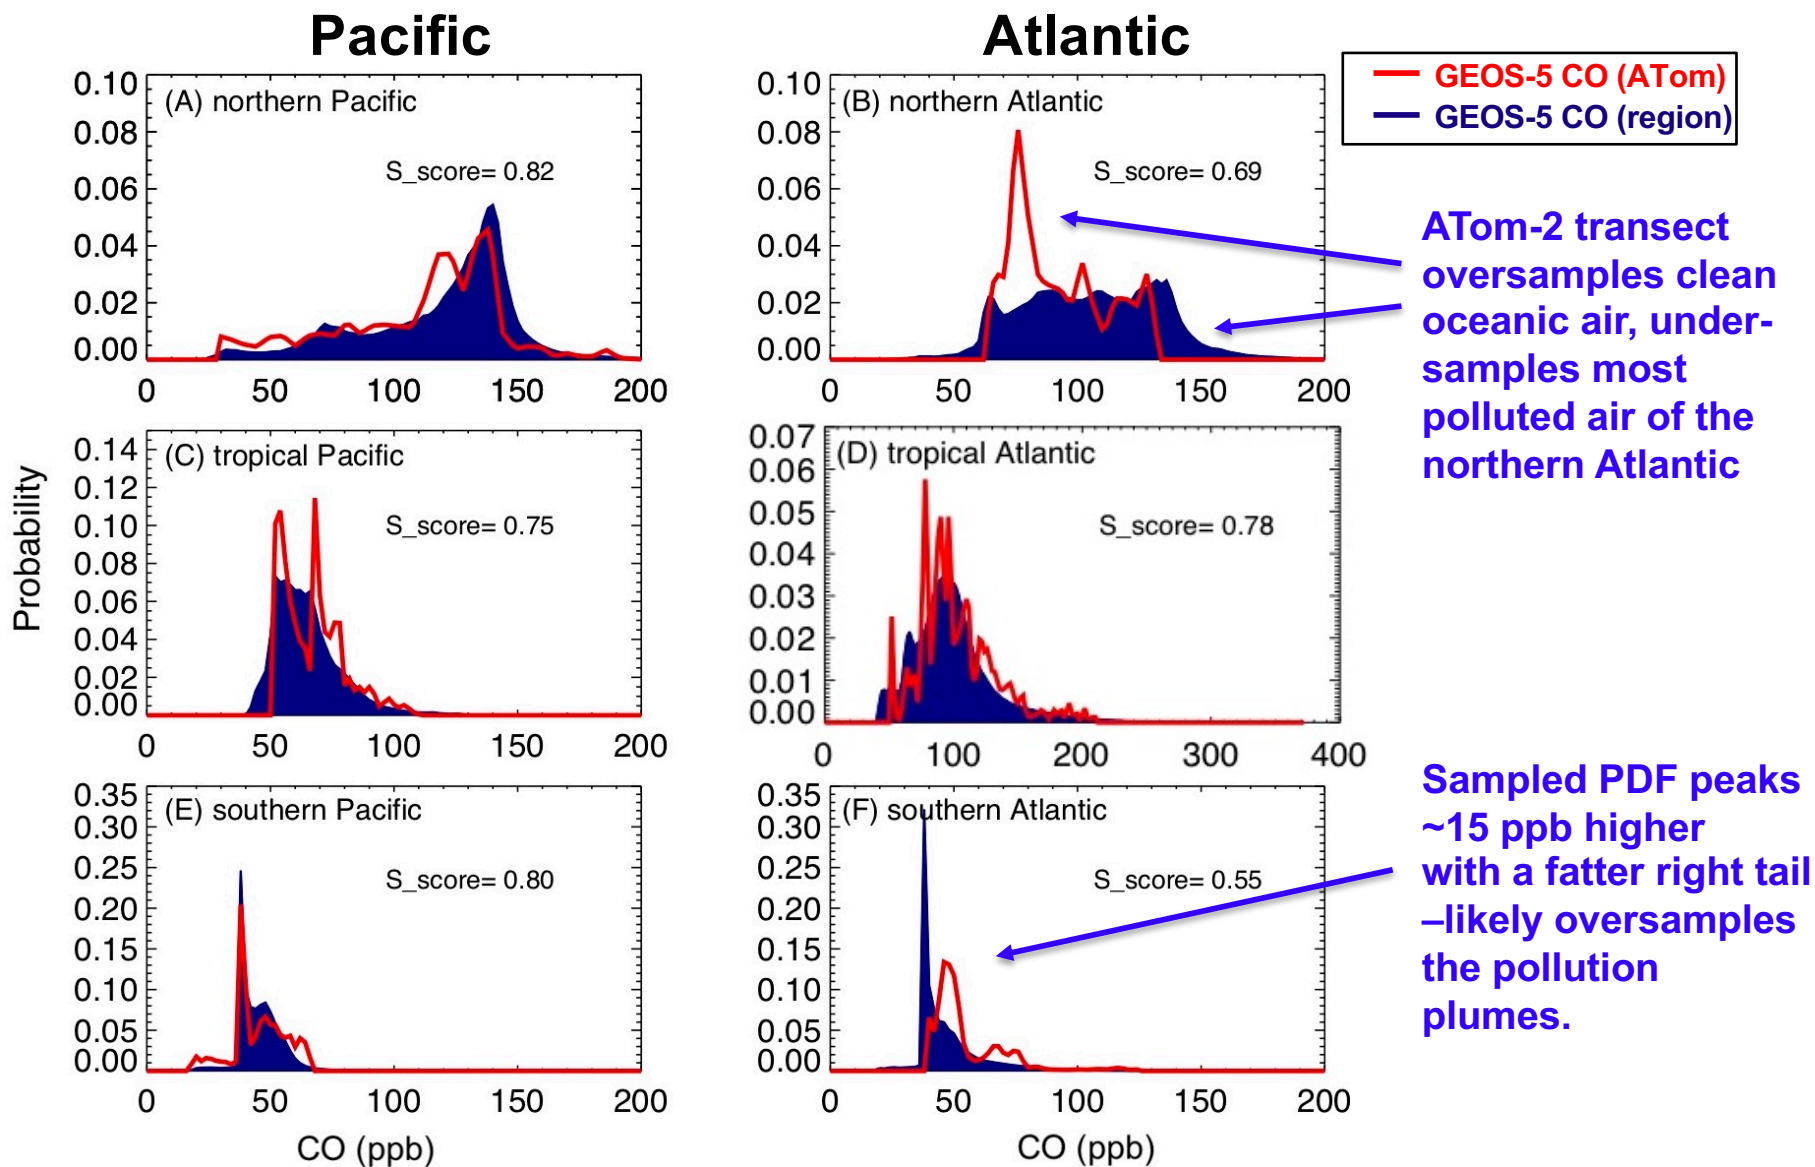 Pacific
Atlantic
GEOS-5 CO (ATom)
GEOS-5 CO (region)
0.10
0.08
0.06
0.04
0.02
0.00
(A) northern Pacific
S_score= 0.82
0
50
100
150
200
0.10
0.08
0.06
0.04
0.02
0.00
(B) northern Atlantic
S_score= 0.69
0
50
100
150
200
ATom-2 transect
oversamples clean
oceanic air, under-
samples most
polluted air of the
northern Atlantic
Probability
0.14
0.12
0.10
0.08
0.06
0.04
0.02
0.00
(C) tropical Pacific
S_score= 0.75
0
50
100
150
200
0.07
0.06
0.05
0.04
0.03
0.02
0.01
0.00
(D) tropical Atlantic
S_score= 0.78
0
100
200
300
400
0.35
0.30
0.25
0.20
0.15
0.10
0.05
0.00
(E) southern Pacific
S_score= 0.80
0
50
100
150
200
CO (ppb)
0.35
0.30
0.25
0.20
0.15
0.10
0.05
0.00
(F) southern Atlantic
S_score= 0.55
0
50
100
150
200
CO (ppb)
Sampled PDF peaks
~15 ppb higher
with a fatter right tail
–likely oversamples
the pollution
plumes.